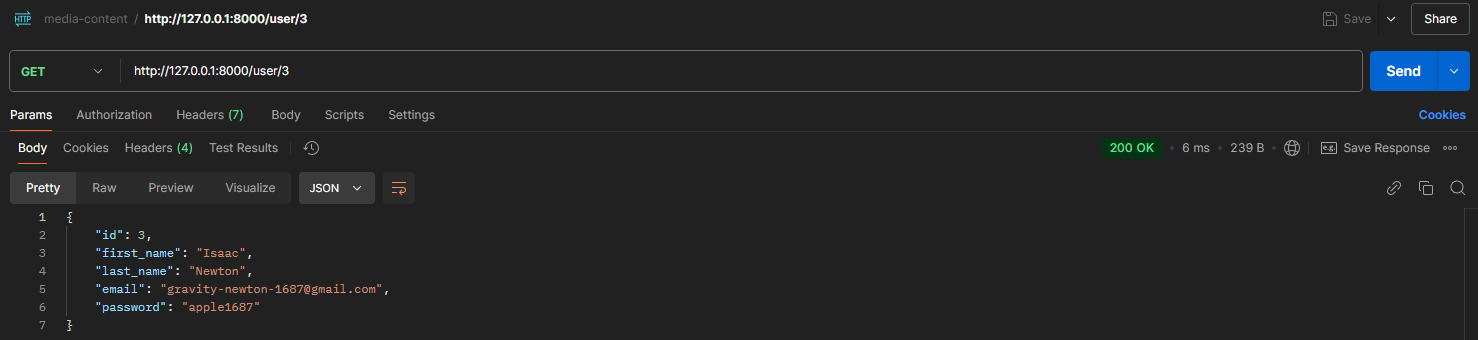 HTTP media-content / http://127.0.0.1:8000/user/3 Save Share
GET http://127.0.0.1:8000/user/3 Send
Params Authorization Headers (7) Body Scripts Settings Cookies
Body Cookies Headers (4) Test Results 200 OK • 6 ms • 239 B • e.g. Save Response
Pretty Raw Preview Visualize JSON
1 {
2 "id": 3,
3 "first_name": "Isaac",
4 "last_name": "Newton",
5 "email": "gravity-newton-1687@gmail.com",
6 "password": "apple1687"
7 }